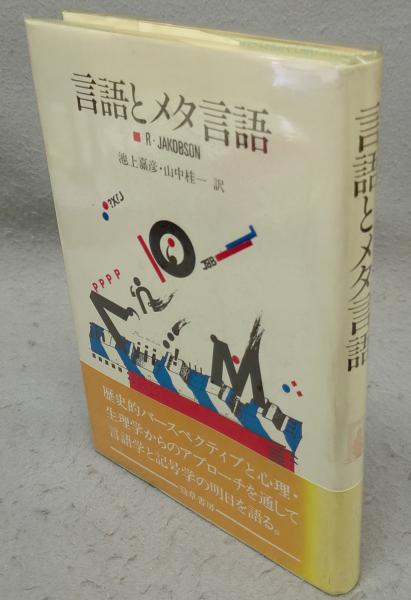 言語とメタ言語
R・JAKOBSON
池上嘉彦・山中桂一 訳
PPPP
JBB
M
歴史的パースペクティブと心理・
生理学からのアプローチを通して
言語学と記号学の明日を語る。
勁草書房
言語とメタ言語